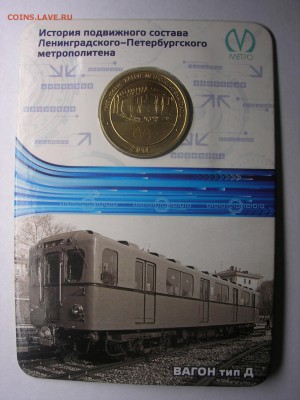 COINS.LAVE.RU
История подвижного состава
Ленинградского-Петербургского
метрополитена
МЕТРО
ВАГОН тип Д